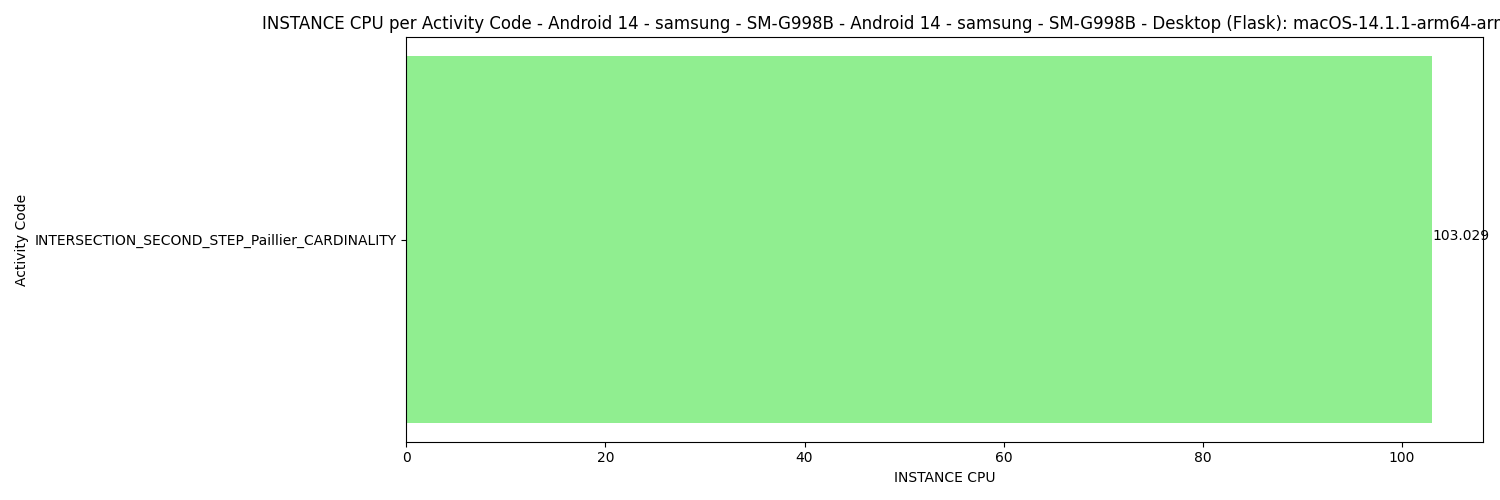 INSTANCE CPU per Activity Code - Android 14 - samsung - SM-G998B - Android 14 - samsung - SM-G998B - Desktop (Flask): macOS-14.1.1-arm64-arr
Activity Code
INTERSECTION_SECOND_STEP_Paillier_CARDINALITY
103.029
0 20 40 60 80 100
INSTANCE CPU